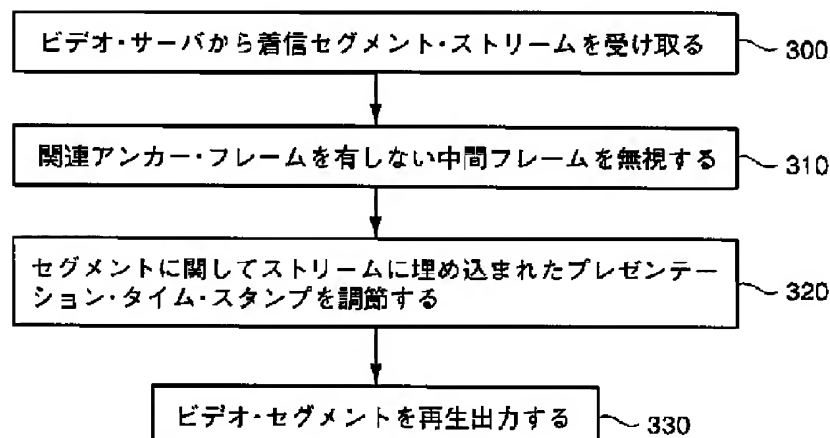 ビデオ・サーバから着信セグメント・ストリームを受け取る
300
関連アンカー・フレームを有しない中間フレームを無視する
310
セグメントに関してストリームに埋め込まれたプレゼンテー
ション・タイム・スタンプを調節する
320
ビデオ・セグメントを再生出力する
330